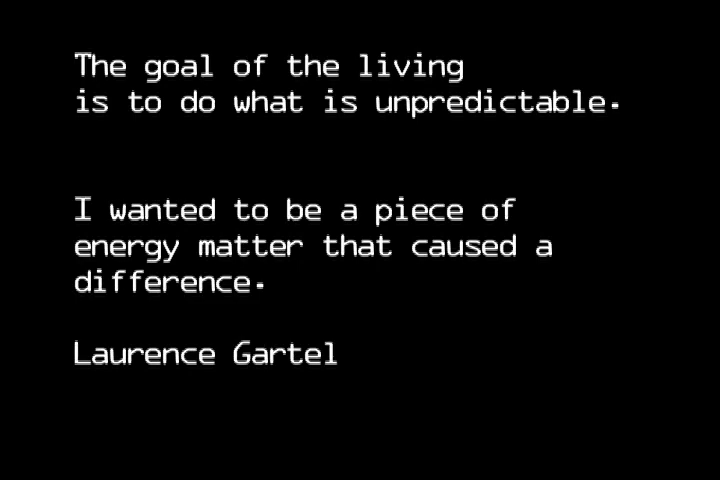 The goal of the living
is to do what is unpredictable.
I wanted to be a piece of
energy matter that caused a
difference.
Laurence Gartel